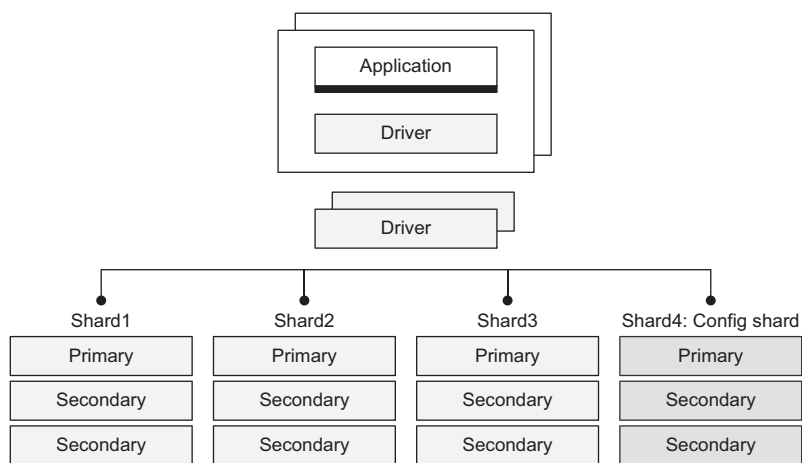 Application
Driver
Driver
Shard1 Shard2 Shard3 Shard4: Config shard
Primary Primary Primary Primary
Secondary Secondary Secondary Secondary
Secondary Secondary Secondary Secondary